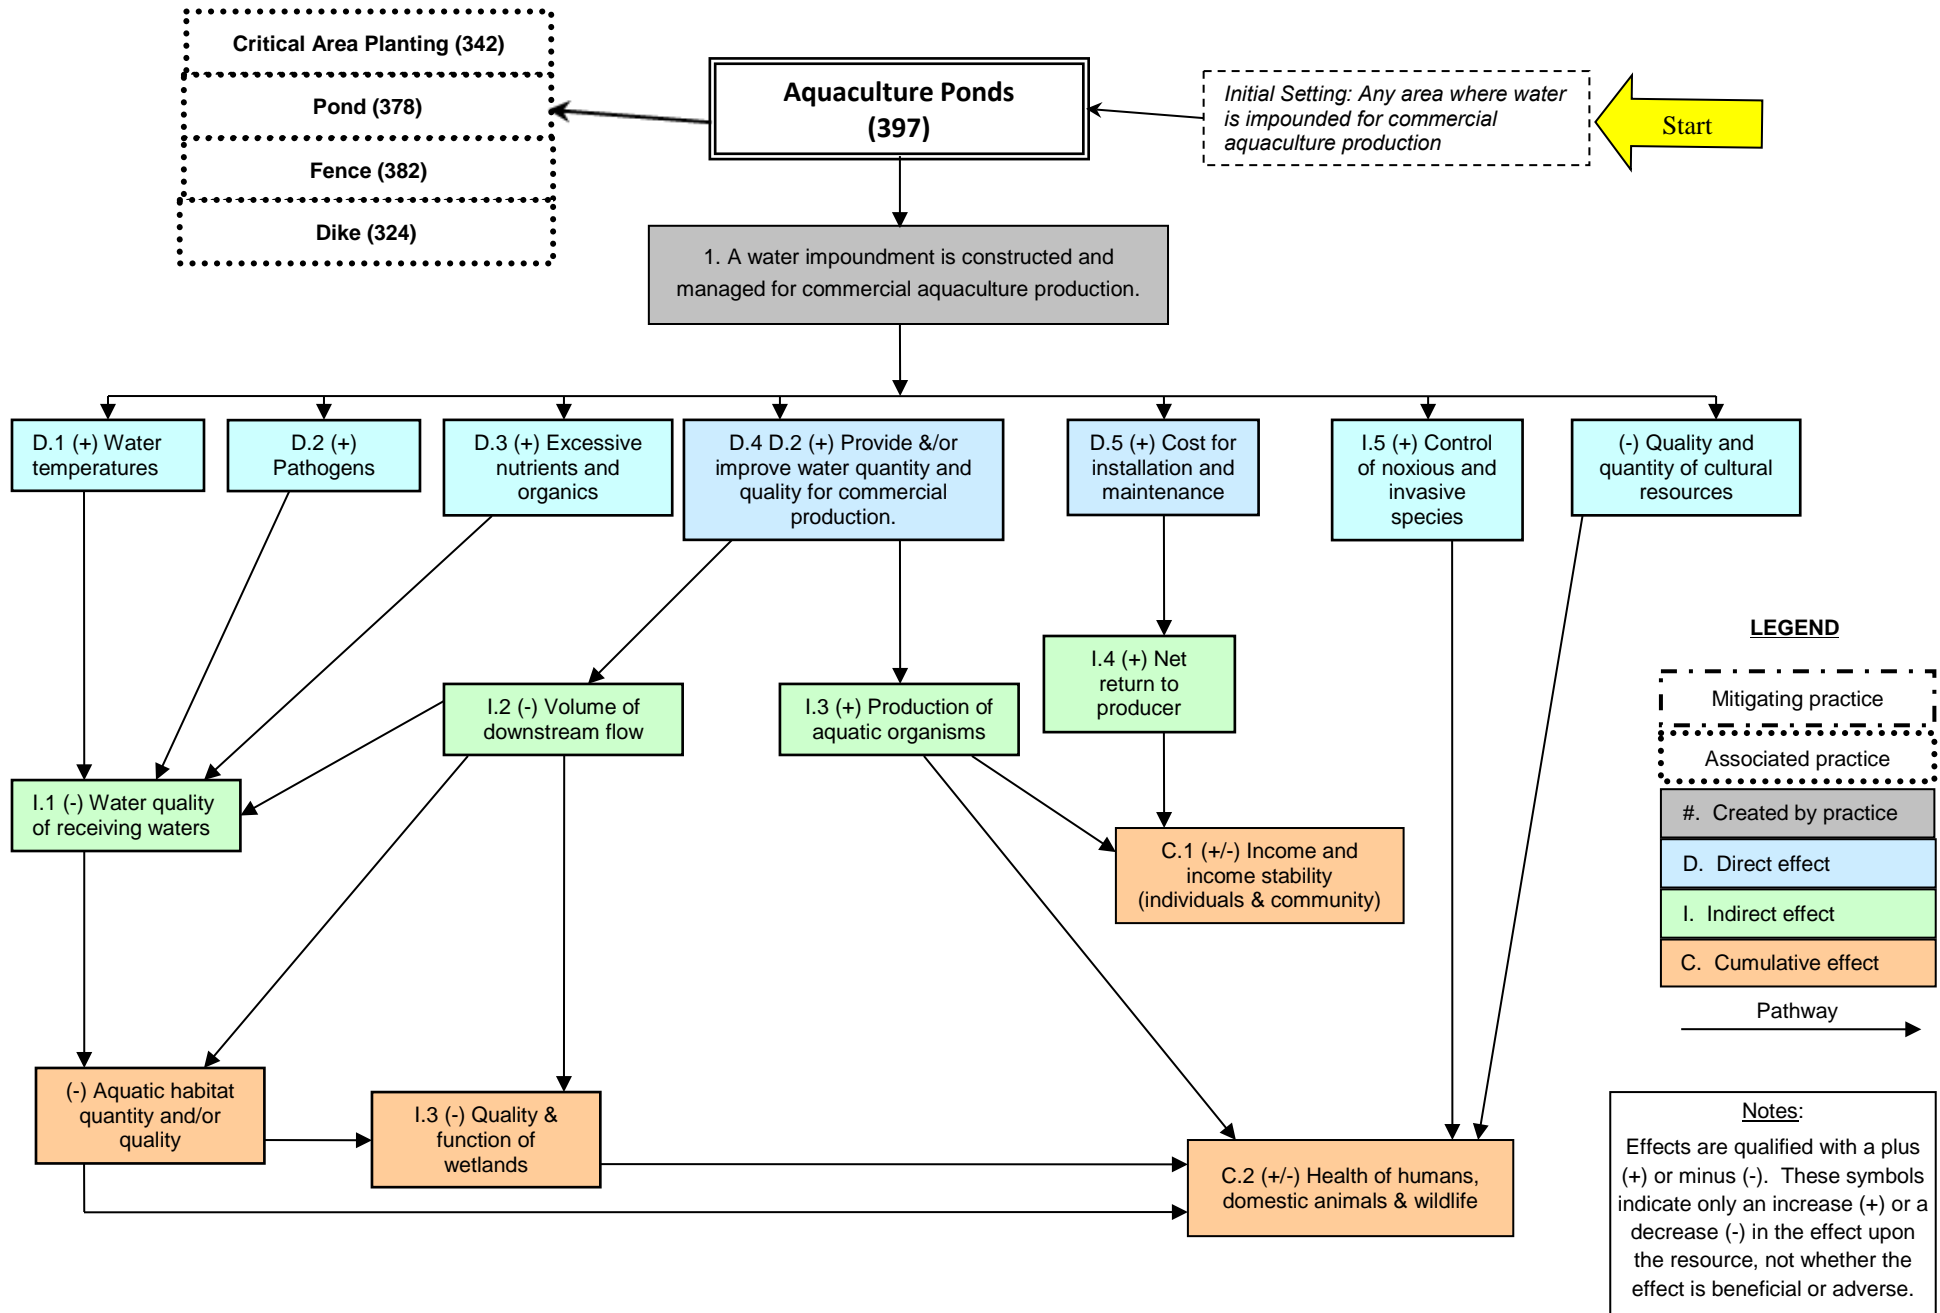 Critical Area Planting (342)
Pond (378)
Fence (382)
Dike (324)
Aquaculture Ponds
(397)
Initial Setting: Any area where water
is impounded for commercial
aquaculture production
Start
1. A water impoundment is constructed and
managed for commercial aquaculture production.
D.1 (+) Water
temperatures
D.2 (+)
Pathogens
D.3 (+) Excessive
nutrients and
organics
D.4 D.2 (+) Provide &/or
improve water quantity and
quality for commercial
production.
D.5 (+) Cost for
installation and
maintenance
I.5 (+) Control
of noxious and
invasive
species
(-) Quality and
quantity of cultural
resources
I.4 (+) Net
return to
producer
I.2 (-) Volume of
downstream flow
I.3 (+) Production of
aquatic organisms
I.1 (-) Water quality
of receiving waters
C.1 (+/-) Income and
income stability
(individuals & community)
(-) Aquatic habitat
quantity and/or
quality
I.3 (-) Quality &
function of
wetlands
C.2 (+/-) Health of humans,
domestic animals & wildlife
LEGEND
Mitigating practice
Associated practice
#. Created by practice
D. Direct effect
I. Indirect effect
C. Cumulative effect
Pathway
Notes:
Effects are qualified with a plus
(+) or minus (-). These symbols
indicate only an increase (+) or a
decrease (-) in the effect upon
the resource, not whether the
effect is beneficial or adverse.